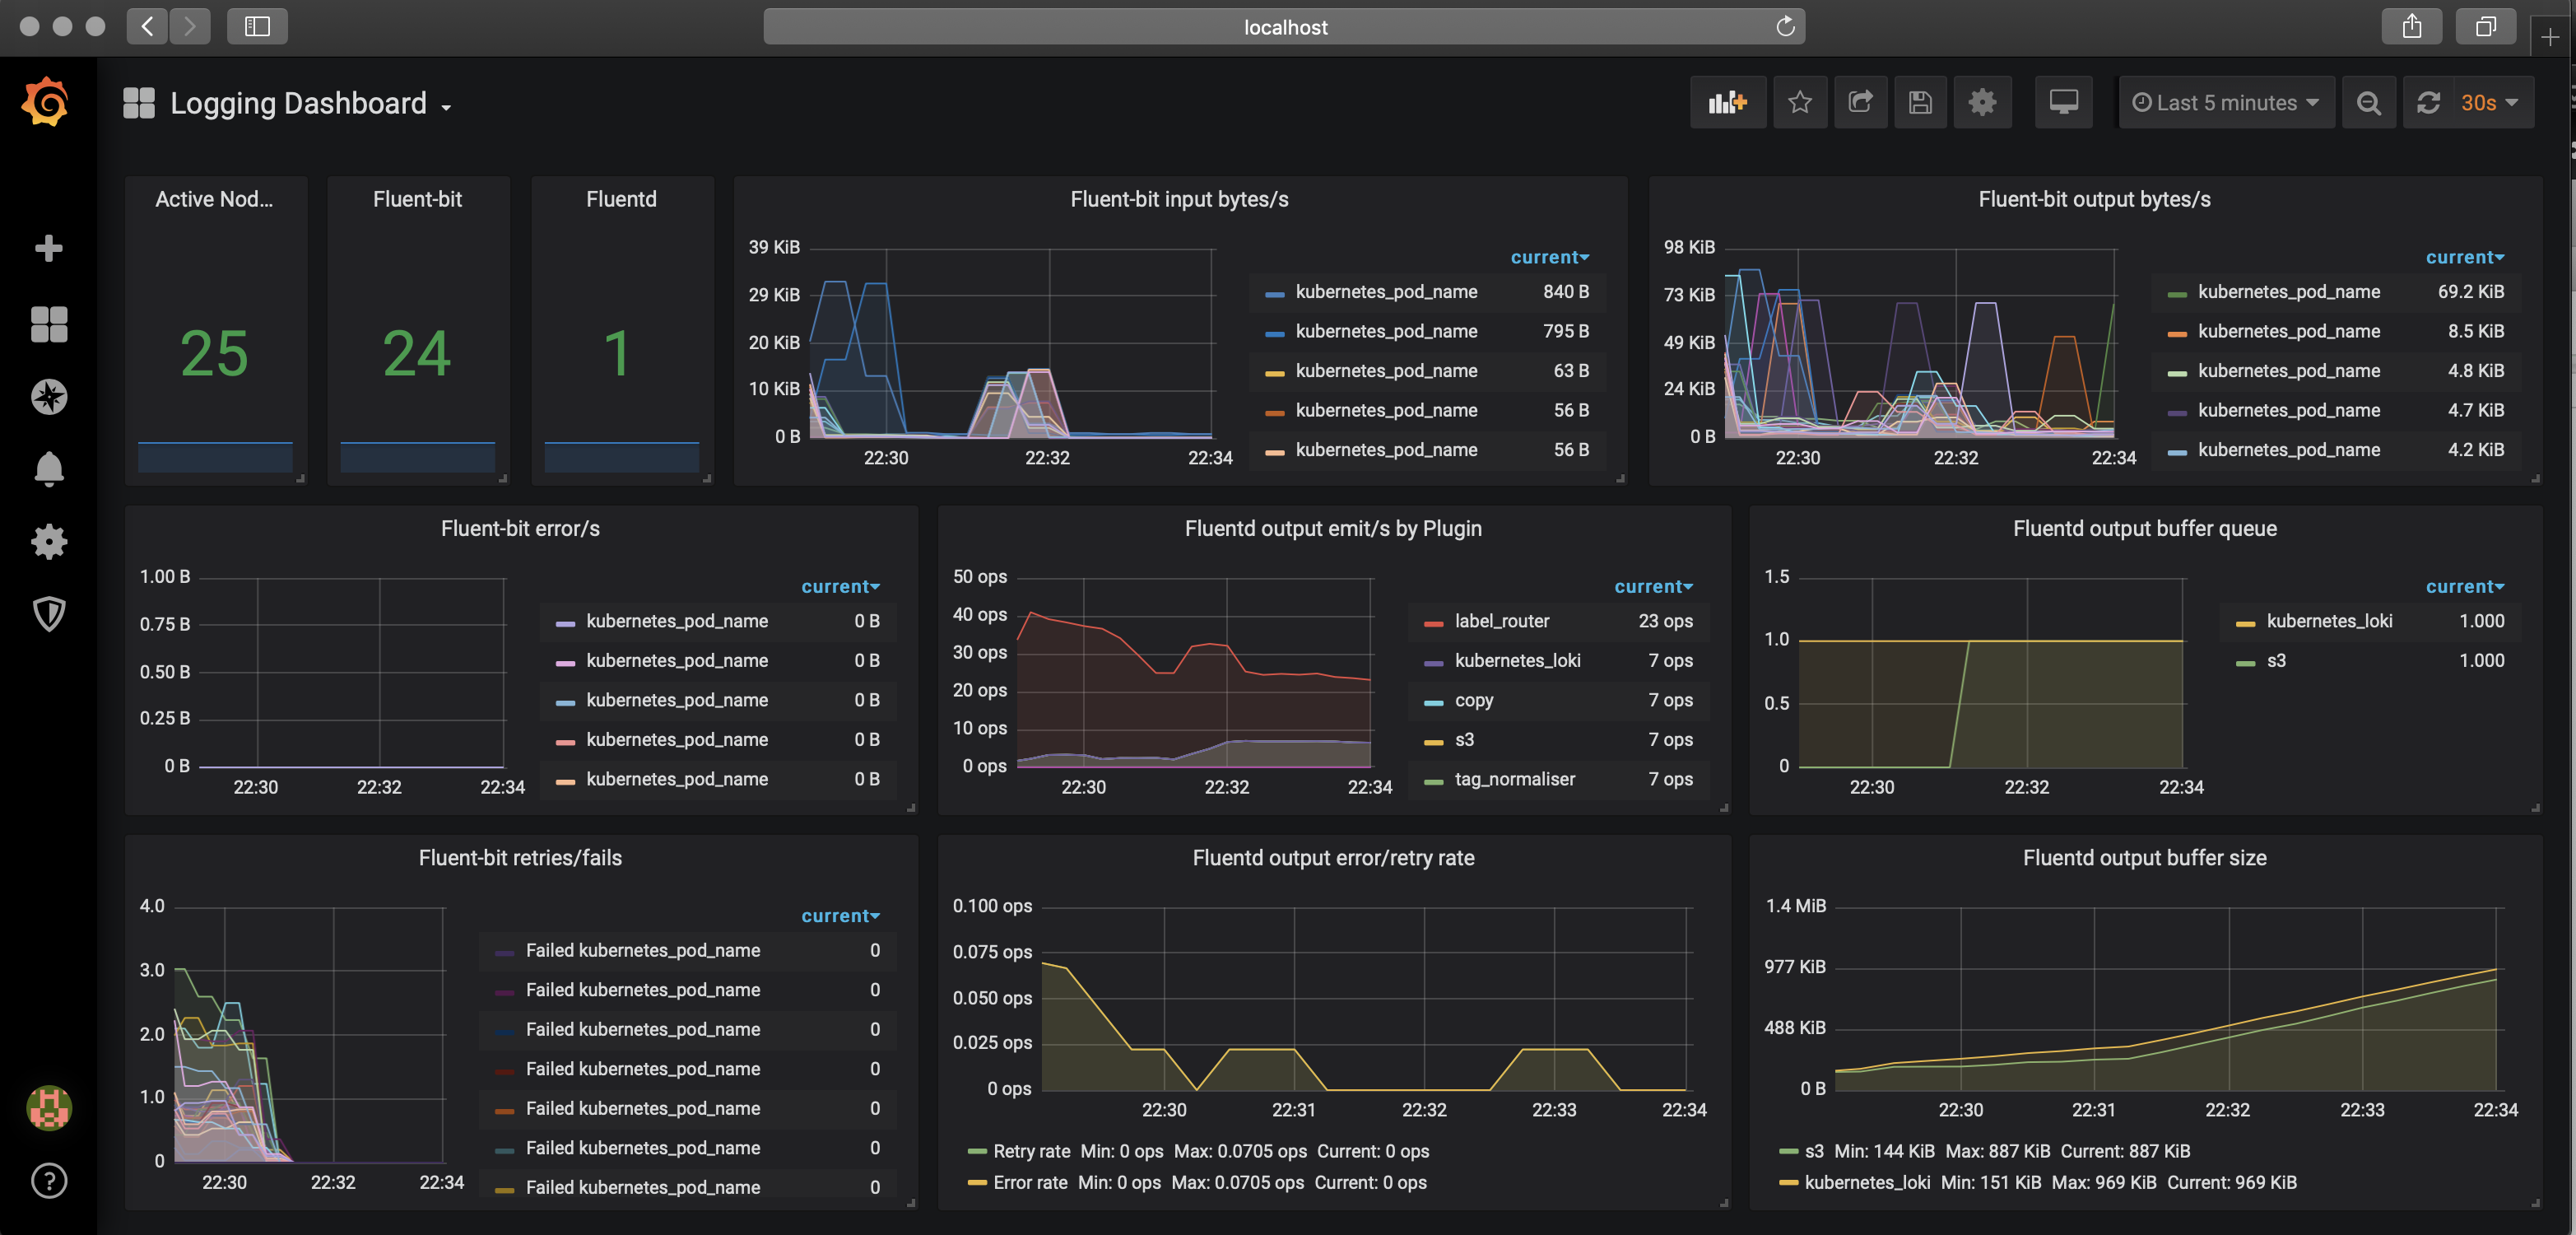 localhost
Logging Dashboard
Last 5 minutes
30s
Active Nod...
25
Fluent-bit
24
Fluentd
1
Fluent-bit input bytes/s
39 KiB
29 KiB
20 KiB
10 KiB
0 B
22:30 22:32 22:34
current
kubernetes_pod_name 840 B
kubernetes_pod_name 795 B
kubernetes_pod_name 63 B
kubernetes_pod_name 56 B
kubernetes_pod_name 56 B
Fluent-bit output bytes/s
98 KiB
73 KiB
49 KiB
24 KiB
0 B
22:30 22:32 22:34
current
kubernetes_pod_name 69.2 KiB
kubernetes_pod_name 8.5 KiB
kubernetes_pod_name 4.8 KiB
kubernetes_pod_name 4.7 KiB
kubernetes_pod_name 4.2 KiB
Fluent-bit error/s
1.00 B
0.75 B
0.50 B
0.25 B
0 B
22:30 22:32 22:34
current
kubernetes_pod_name 0 B
kubernetes_pod_name 0 B
kubernetes_pod_name 0 B
kubernetes_pod_name 0 B
kubernetes_pod_name 0 B
Fluentd output emit/s by Plugin
50 ops
40 ops
30 ops
20 ops
10 ops
0 ops
22:30 22:32 22:34
current
label_router 23 ops
kubernetes_loki 7 ops
copy 7 ops
s3 7 ops
tag_normaliser 7 ops
Fluentd output buffer queue
1.5
1.0
0.5
0
22:30 22:32 22:34
current
kubernetes_loki 1.000
s3 1.000
Fluent-bit retries/fails
4.0
3.0
2.0
1.0
0
22:30 22:32 22:34
current
Failed kubernetes_pod_name 0
Failed kubernetes_pod_name 0
Failed kubernetes_pod_name 0
Failed kubernetes_pod_name 0
Failed kubernetes_pod_name 0
Failed kubernetes_pod_name 0
Failed kubernetes_pod_name 0
Fluentd output error/retry rate
0.100 ops
0.075 ops
0.050 ops
0.025 ops
0 ops
22:30 22:31 22:32 22:33 22:34
Retry rate Min: 0 ops Max: 0.0705 ops Current: 0 ops
Error rate Min: 0 ops Max: 0.0705 ops Current: 0 ops
Fluentd output buffer size
1.4 MiB
977 KiB
488 KiB
0 B
22:30 22:31 22:32 22:33 22:34
s3 Min: 144 KiB Max: 887 KiB Current: 887 KiB
kubernetes_loki Min: 151 KiB Max: 969 KiB Current: 969 KiB